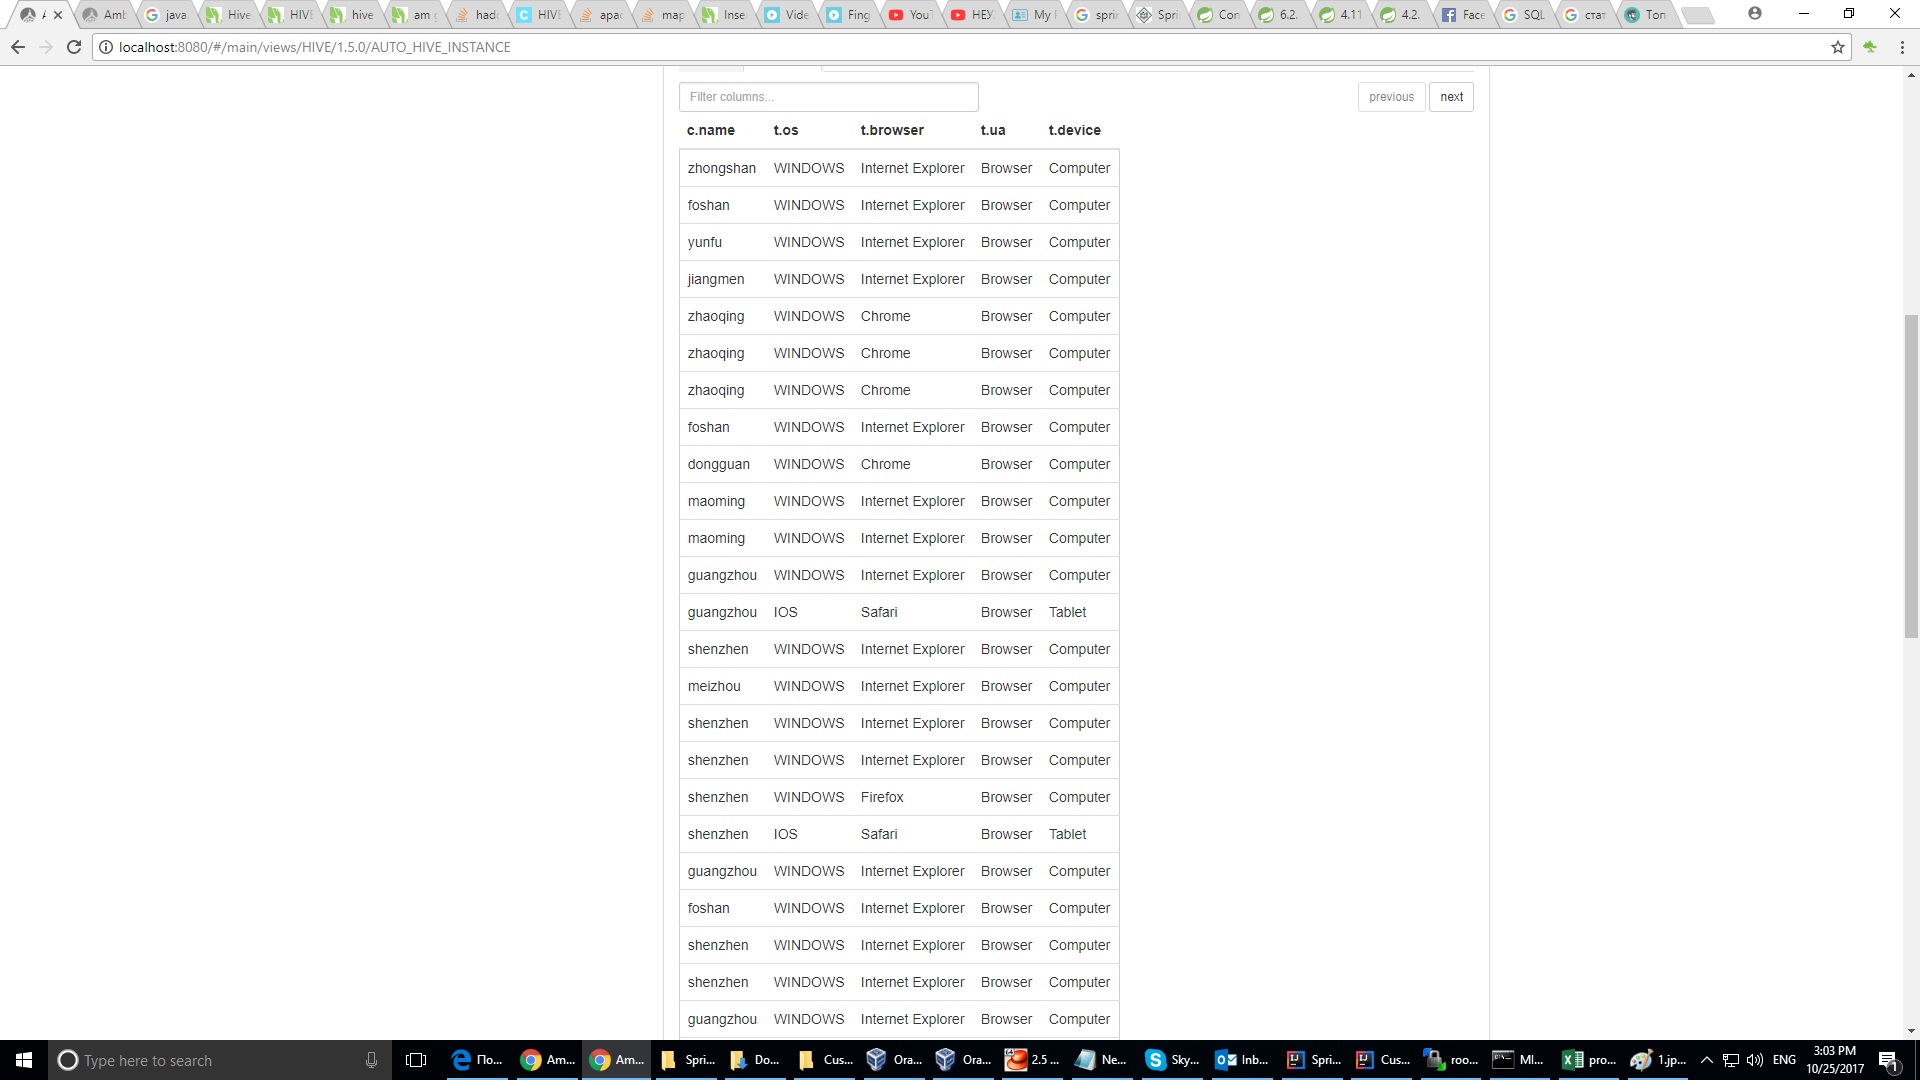 Amb
java
Hive
HIVE
hive
am g
hado
HIVE
apac
map
Inse
Vide
Fing
YouT
НЕУ
My F
sprin
Spri
Con
6.2.
4.11
4.2.
Face
SQL
стат
Топ
localhost:8080/#/main/views/HIVE/1.5.0/AUTO_HIVE_INSTANCE
Filter columns...
previous next
c.name t.os t.browser t.ua t.device
zhongshan WINDOWS Internet Explorer Browser Computer
foshan WINDOWS Internet Explorer Browser Computer
yunfu WINDOWS Internet Explorer Browser Computer
jiangmen WINDOWS Internet Explorer Browser Computer
zhaoqing WINDOWS Chrome Browser Computer
zhaoqing WINDOWS Chrome Browser Computer
zhaoqing WINDOWS Chrome Browser Computer
foshan WINDOWS Internet Explorer Browser Computer
dongguan WINDOWS Chrome Browser Computer
maoming WINDOWS Internet Explorer Browser Computer
maoming WINDOWS Internet Explorer Browser Computer
guangzhou WINDOWS Internet Explorer Browser Computer
guangzhou IOS Safari Browser Tablet
shenzhen WINDOWS Internet Explorer Browser Computer
meizhou WINDOWS Internet Explorer Browser Computer
shenzhen WINDOWS Internet Explorer Browser Computer
shenzhen WINDOWS Internet Explorer Browser Computer
shenzhen WINDOWS Firefox Browser Computer
shenzhen IOS Safari Browser Tablet
guangzhou WINDOWS Internet Explorer Browser Computer
foshan WINDOWS Internet Explorer Browser Computer
shenzhen WINDOWS Internet Explorer Browser Computer
shenzhen WINDOWS Internet Explorer Browser Computer
guangzhou WINDOWS Internet Explorer Browser Computer
Type here to search По... Am... Am... Spri... Do... Cus... Ora... Ora... 2.5 ... Ne... Sky... Inb... Spri... Cus... roo... MI... pro... 1.jp... ENG
3:03 PM
10/25/2017
1